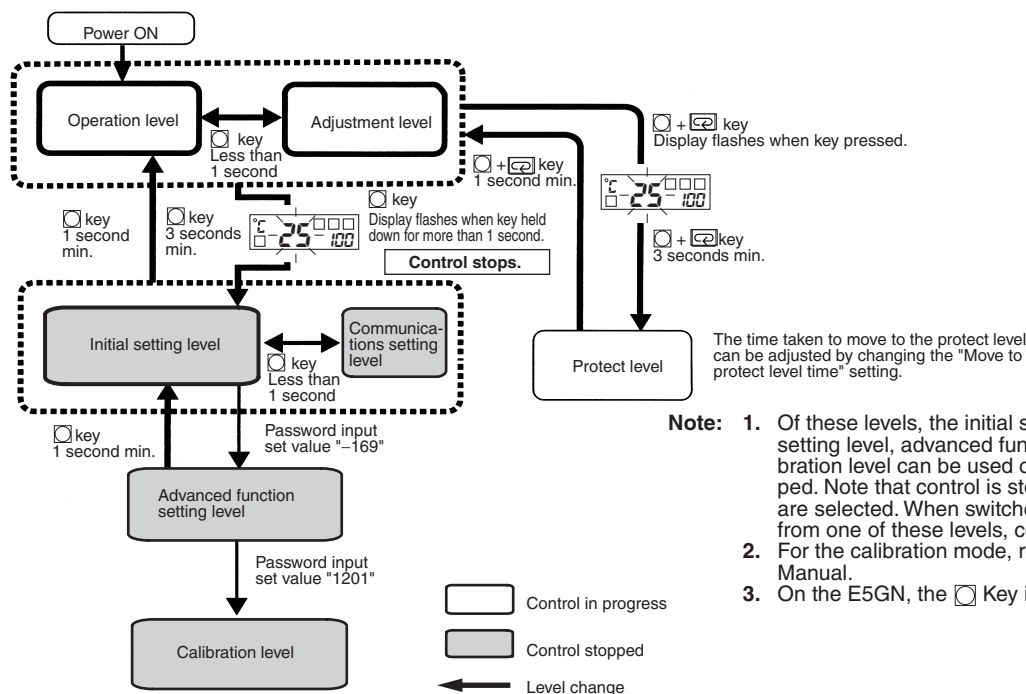 Power ON
Operation level
Adjustment level
key
Less than
1 second
key
1 second
min.
key
3 seconds
min.
°C
25
100
key
Display flashes when key held
down for more than 1 second.
Control stops.
+ key
1 second min.
+ key
Display flashes when key pressed.
°C
25
100
+ key
3 seconds min.
Initial setting level
Communica-
tions setting
level
key
Less than
1 second
Protect level
The time taken to move to the protect level
can be adjusted by changing the "Move to
protect level time" setting.
key
1 second min.
Password input
set value "–169"
Advanced function
setting level
Password input
set value "1201"
Calibration level
Control in progress
Control stopped
Level change
Note: 1. Of these levels, the initial s
setting level, advanced fun
bration level can be used o
ped. Note that control is sto
are selected. When switche
from one of these levels, c
2. For the calibration mode, r
Manual.
3. On the E5GN, the Key i